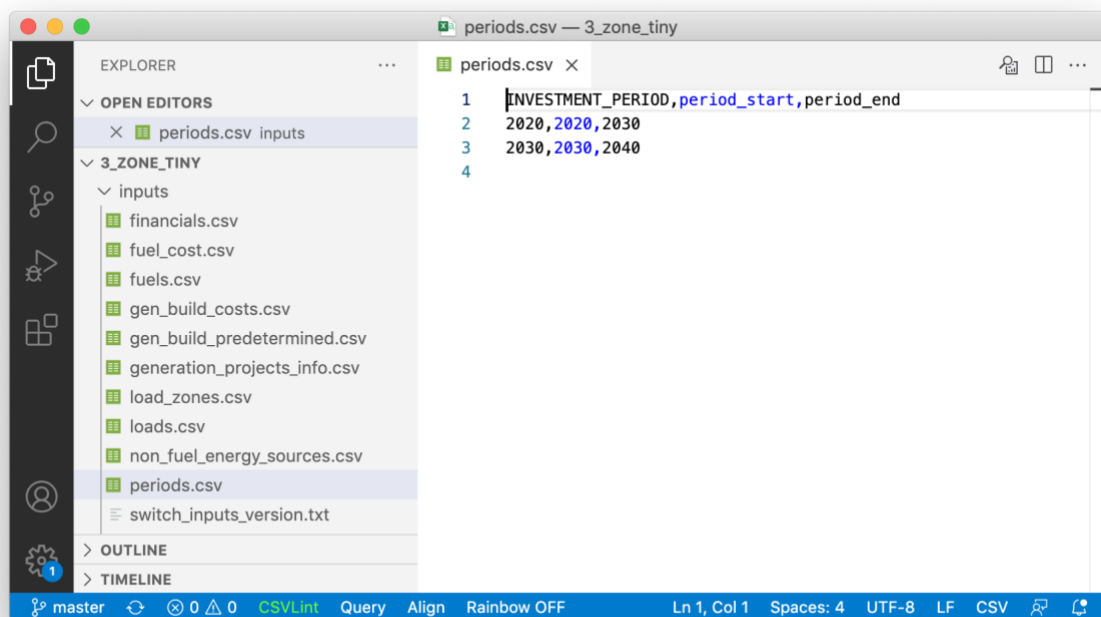 periods.csv — 3_zone_tiny
EXPLORER
OPEN EDITORS
periods.csv inputs
3_ZONE_TINY
inputs
financials.csv
fuel_cost.csv
fuels.csv
gen_build_costs.csv
gen_build_predetermined.csv
generation_projects_info.csv
load_zones.csv
loads.csv
non_fuel_energy_sources.csv
periods.csv
switch_inputs_version.txt
OUTLINE
TIMELINE
1
periods.csv
1 INVESTMENT_PERIOD,period_start,period_end
2 2020,2020,2030
3 2030,2030,2040
4
master 0 0 CSVLint Query Align Rainbow OFF Ln 1, Col 1 Spaces: 4 UTF-8 LF CSV